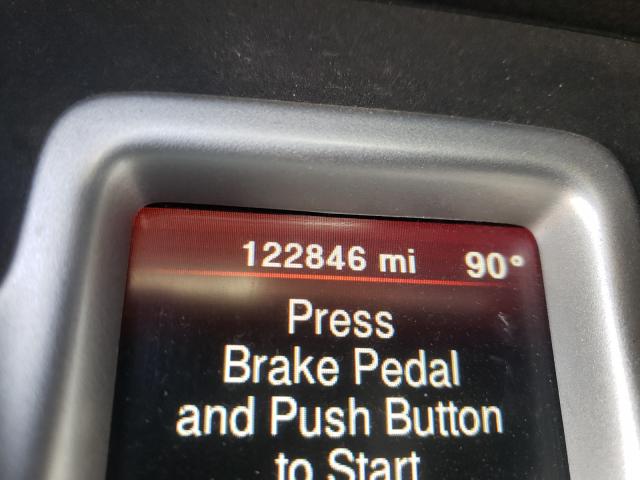 122846 mi 90°
Press
Brake Pedal
and Push Button
to Start